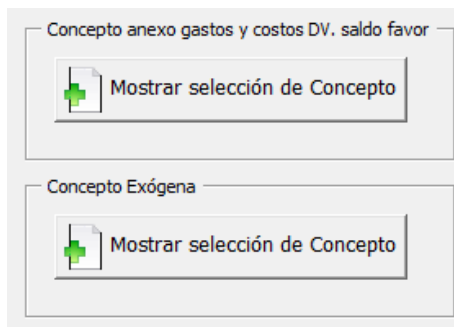 Concepto anexo gastos y costos DV. saldo favor
Mostrar selección de Concepto
Concepto Exógena
Mostrar selección de Concepto